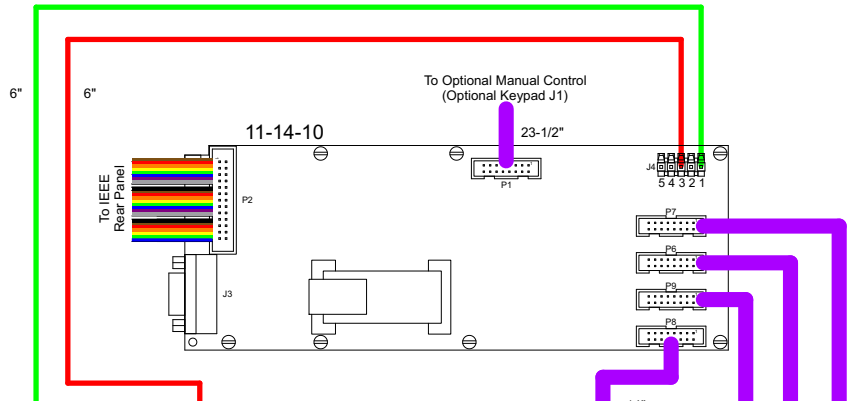 To Optional Manual Control
(Optional Keypad J1)
6"
6"
11-14-10
23-1/2"
J4
5 4 3 2 1
P1
To IEEE
Rear Panel
P2
P7
P6
J3
P9
P8